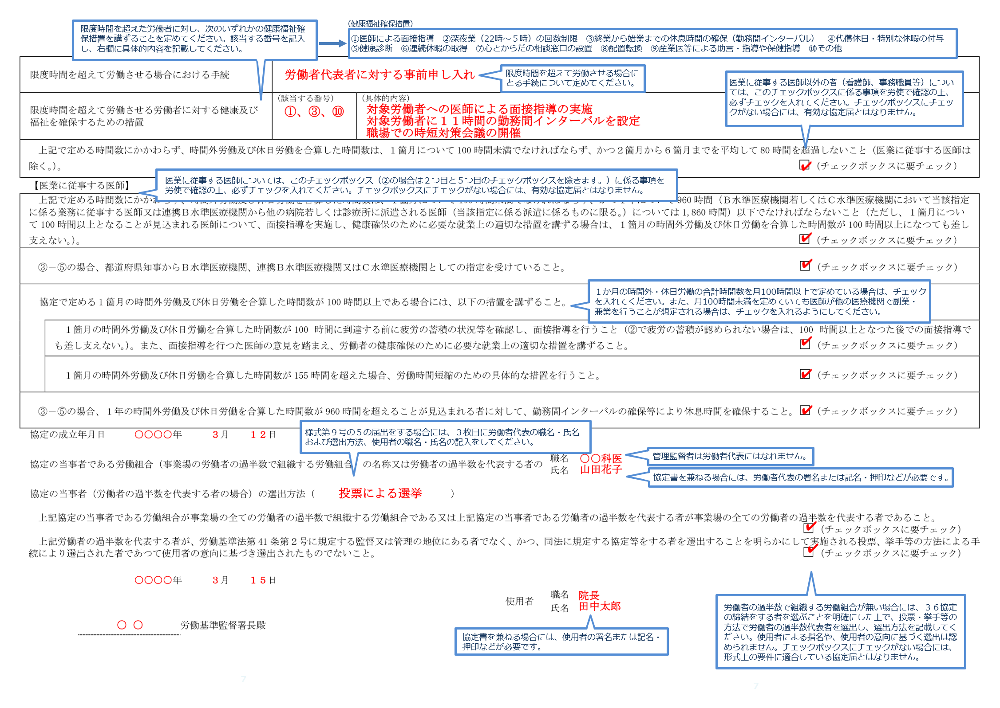 限度時間を超えた労働者に対し、次のいずれかの健康福祉確
保措置を講ずることを定めてください。該当する番号を記入
し、右欄に具体的内容を記載してください。
（健康福祉確保措置）
①医師による面接指導　②深夜業（22時～５時）の回数制限　③終業から始業までの休息時間の確保（勤務間インターバル）　④代償休日・特別な休暇の付与
⑤健康診断　⑥連続休暇の取得　⑦心とからだの相談窓口の設置　⑧配置転換　⑨産業医等による助言・指導や保健指導　⑩その他
限度時間を超えて労働させる場合における手続
労働者代表者に対する事前申し入れ
限度時間を超えて労働させる場合に
とる手続について定めてください。
医業に従事する医師以外の者（看護師、事務職員等）につい
ては、このチェックボックスに係る事項を労使で確認の上、
必ずチェックを入れてください。チェックボックスにチェッ
クがない場合には、有効な協定届とはなりません。
限度時間を超えて労働させる労働者に対する健康及び
福祉を確保するための措置
（該当する番号）
①、③、⑩
（具体的内容）
対象労働者への医師による面接指導の実施
対象労働者に１１時間の勤務間インターバルを設定
職場での時短対策会議の開催
上記で定める時間数にかかわらず、時間外労働及び休日労働を合算した時間数は、１箇月について 100 時間未満でなければならず、かつ２箇月から６箇月までを平均して 80 時間を超過しないこと（医業に従事する医師は
除く。）。
☑（チェックボックスに要チェック）
【医業に従事する医師】
医業に従事する医師については、このチェックボックス（②の場合は２つ目と５つ目のチェックボックスを除きます。）に係る事項を
労使で確認の上、必ずチェックを入れてください。チェックボックスにチェックがない場合には、有効な協定届とはなりません。
上記で定める時間数にかかわらず、時間外労働及び休日労働を合算した時間数は、１箇月について 100 時間未満でなければならず、かつ１年について 960 時間（Ｂ水準医療機関若しくはＣ水準医療機関において当該指定
に係る業務に従事する医師又は連携Ｂ水準医療機関から他の病院若しくは診療所に派遣される医師（当該指定に係る派遣に係るものに限る。）については 1,860 時間）以下でなければならないこと（ただし、１箇月につい
て 100 時間以上となることが見込まれる医師について、面接指導を実施し、健康確保のために必要な就業上の適切な措置を講ずる場合は、１箇月の時間外労働及び休日労働を合算した時間数が 100 時間以上になつても差し
支えない。）。
☑（チェックボックスに要チェック）
③－⑤の場合、都道府県知事からＢ水準医療機関、連携Ｂ水準医療機関又はＣ水準医療機関としての指定を受けていること。
☑（チェックボックスに要チェック）
協定で定める１箇月の時間外労働及び休日労働を合算した時間数が 100 時間以上である場合には、以下の措置を講ずること。
１か月の時間外・休日労働の合計時間数を月100時間以上で定めている場合は、チェック
を入れてください。また、月100時間未満を定めていても医師が他の医療機関で副業・
兼業を行うことが想定される場合は、チェックを入れるようにしてください。
１箇月の時間外労働及び休日労働を合算した時間数が 100 時間に到達する前に疲労の蓄積の状況等を確認し、面接指導を行うこと（②で疲労の蓄積が認められない場合は、100 時間以上となつた後での面接指導で
も差し支えない。）。また、面接指導を行つた医師の意見を踏まえ、労働者の健康確保のために必要な就業上の適切な措置を講ずること。
☑（チェックボックスに要チェック）
１箇月の時間外労働及び休日労働を合算した時間数が 155 時間を超えた場合、労働時間短縮のための具体的な措置を行うこと。
☑（チェックボックスに要チェック）
③－⑤の場合、１年の時間外労働及び休日労働を合算した時間数が 960 時間を超えることが見込まれる者に対して、勤務間インターバルの確保等により休息時間を確保すること。
☑（チェックボックスに要チェック）
協定の成立年月日　〇〇〇〇年　３月　１２日
様式第９号の５の届出をする場合には、３枚目に労働者代表の職名・氏名
および選出方法、使用者の職名・氏名の記入をしてください。
協定の当事者である労働組合（事業場の労働者の過半数で組織する労働組合　の名称又は労働者の過半数を代表する者の
職名　〇〇科医
氏名　山田花子
管理監督者は労働者代表にはなれません。
協定書を兼ねる場合には、労働者代表の署名または記名・押印などが必要です。
協定の当事者（労働者の過半数を代表する者の場合）の選出方法（　投票による選挙　）
上記協定の当事者である労働組合が事業場の全ての労働者の過半数で組織する労働組合である又は上記協定の当事者である労働者の過半数を代表する者が事業場の全ての労働者の過半数を代表する者であること。
☑（チェックボックスに要チェック）
上記労働者の過半数を代表する者が、労働基準法第 41 条第２号に規定する監督又は管理の地位にある者でなく、かつ、同法に規定する協定等をする者を選出することを明らかにして実施される投票、挙手等の方法による手
続により選出された者であつて使用者の意向に基づき選出されたものでないこと。
☑（チェックボックスに要チェック）
〇〇〇〇年　３月　１５日
使用者
職名　院長
氏名　田中太郎
〇 〇　労働基準監督署長殿
協定書を兼ねる場合には、使用者の署名または記名・
押印などが必要です。
労働者の過半数で組織する労働組合が無い場合には、３６協定
の締結をする者を選ぶことを明確にした上で、投票・挙手等の
方法で労働者の過半数代表者を選出し、選出方法を記載してく
ださい。使用者による指名や、使用者の意向に基づく選出は認
められません。チェックボックスにチェックがない場合には、
形式上の要件に適合している協定届とはなりません。
7
7